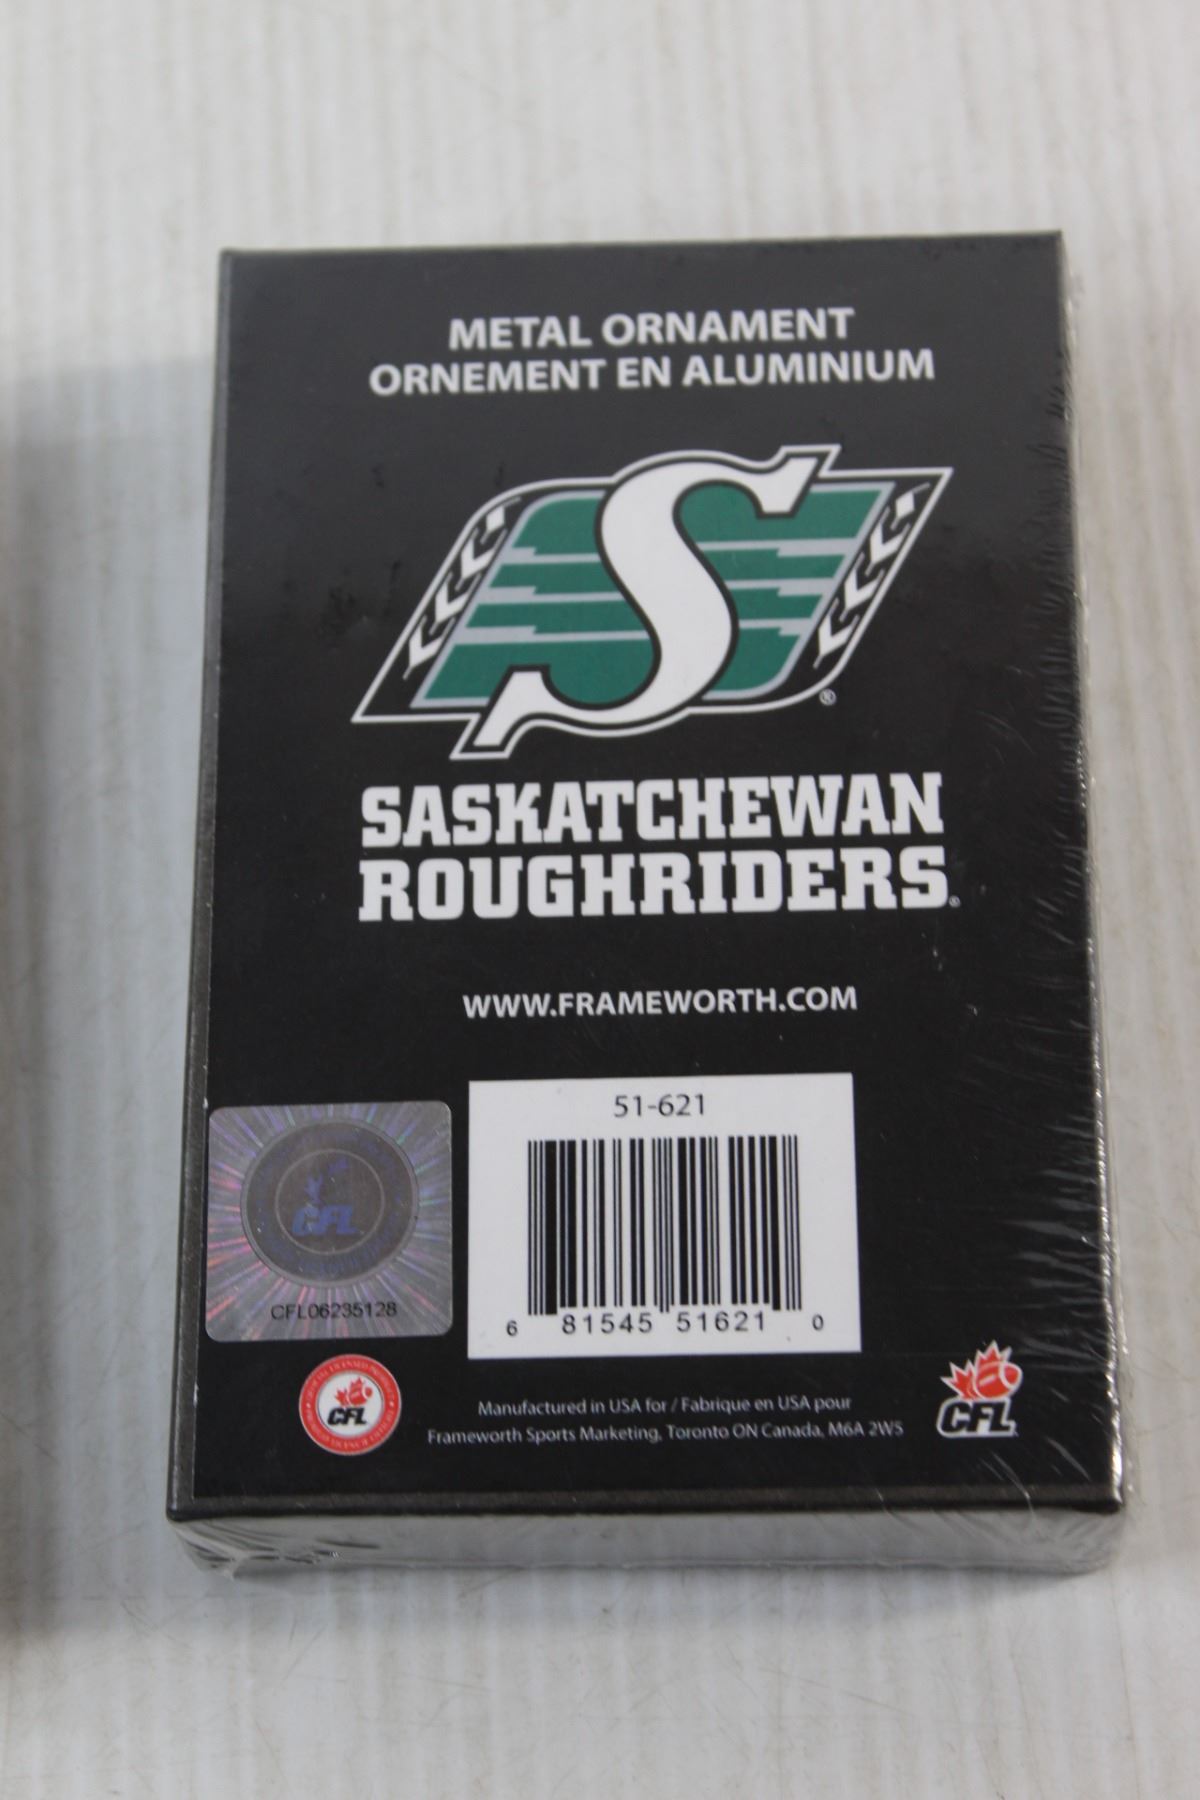 METAL ORNAMENT
ORNEMENT EN ALUMINIUM
S
®
SASKATCHEWAN
ROUGHRIDERS
WWW.FRAMEWORTH.COM
51-621
6 81545 51621 0
CFL
CFL06235128
CFL
Manufactured in USA for / Fabrique en USA pour
Frameworth Sports Marketing, Toronto ON Canada, M6A 2W5
CFL